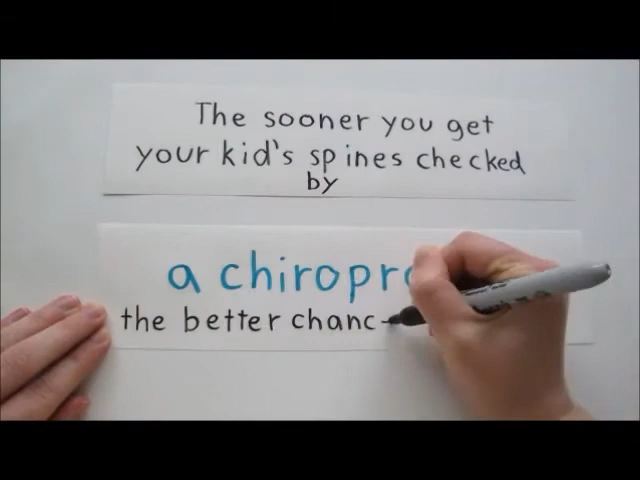 The sooner you get
your kid's spines checked
by
a chiropr
the better chanc